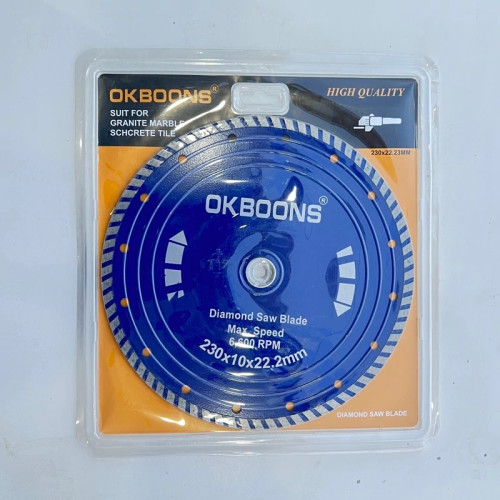 OKBOONS®
HIGH QUALITY
SUIT FOR
GRANITE MARBLE
SCHCRETE TILE
230x22.23MM
OKBOONS®
Diamond Saw Blade
Max. Speed
6,600 RPM
230x10x22.2mm
DIAMOND SAW BLADE